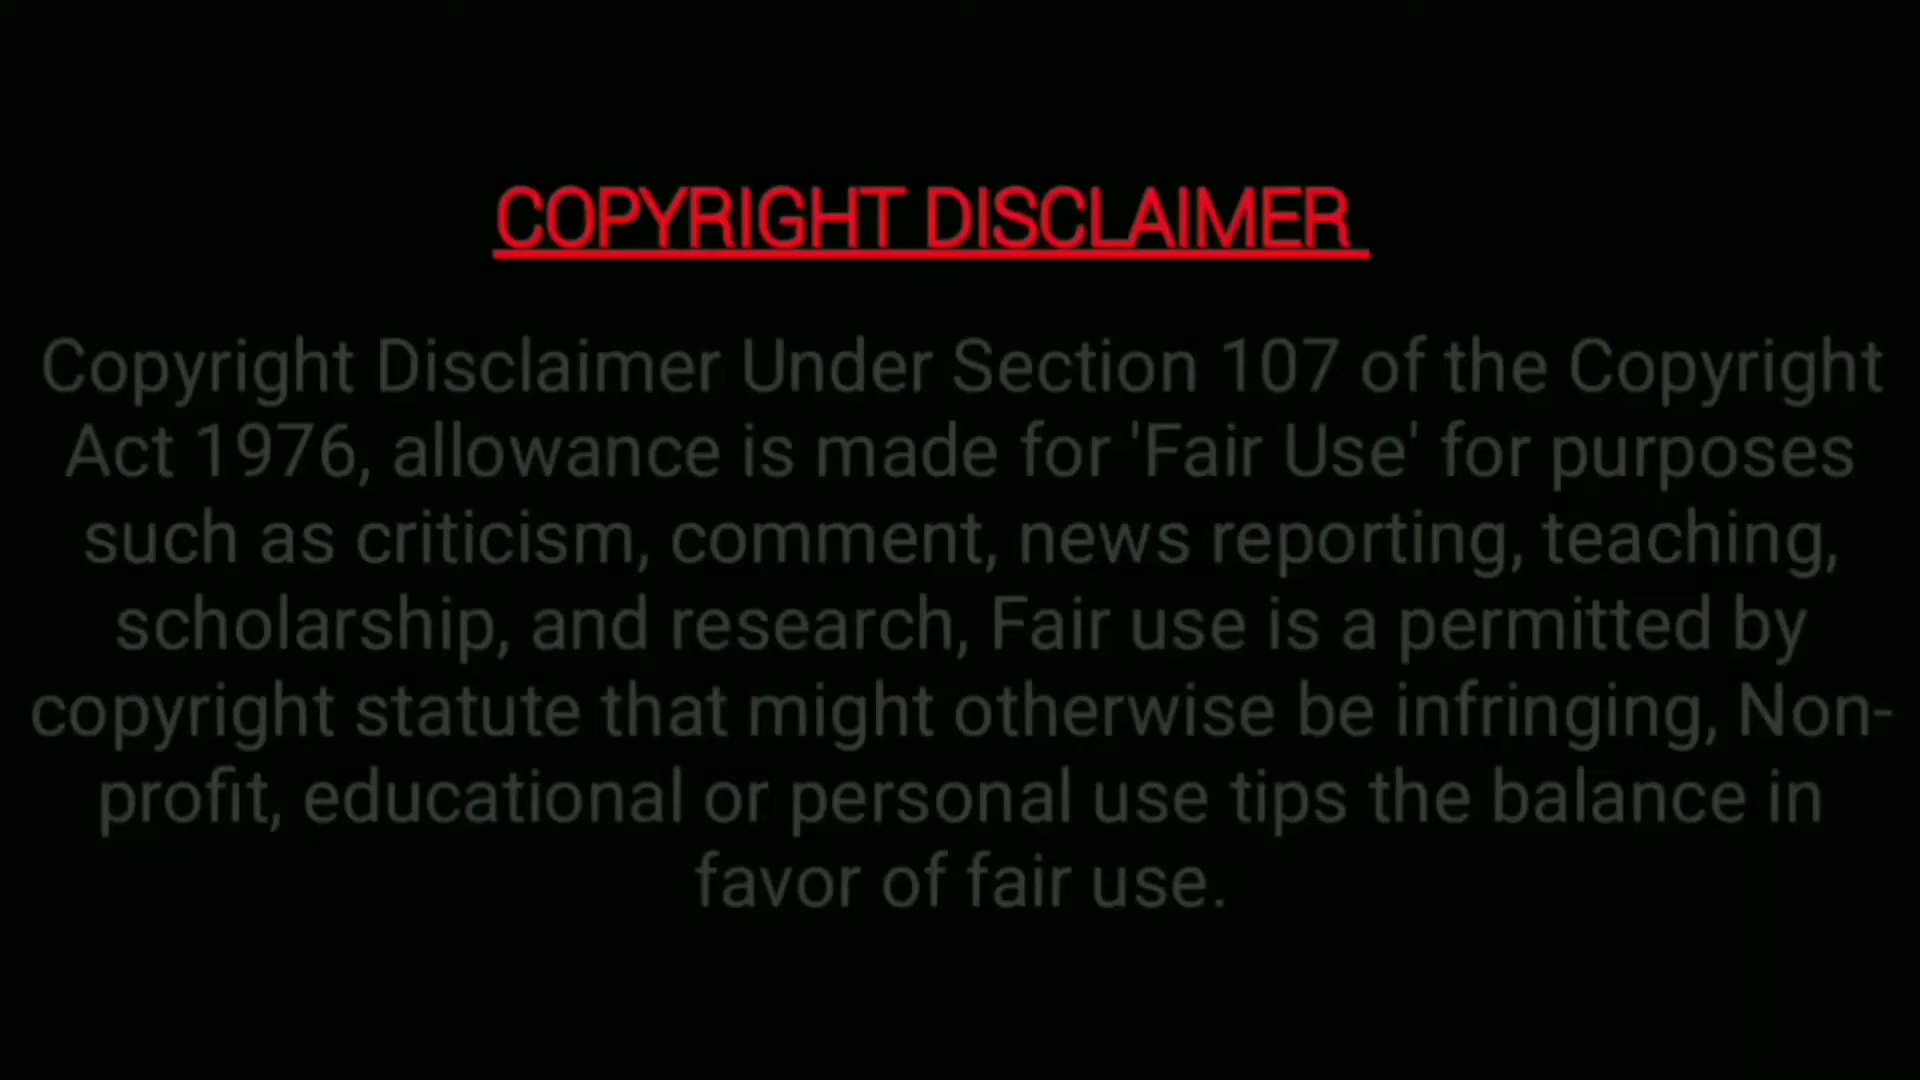 COPYRIGHT DISCLAIMER
Copyright Disclaimer Under Section 107 of the Copyright
Act 1976, allowance is made for 'Fair Use' for purposes
such as criticism, comment, news reporting, teaching,
scholarship, and research, Fair use is a permitted by
copyright statute that might otherwise be infringing, Non-
profit, educational or personal use tips the balance in
favor of fair use.